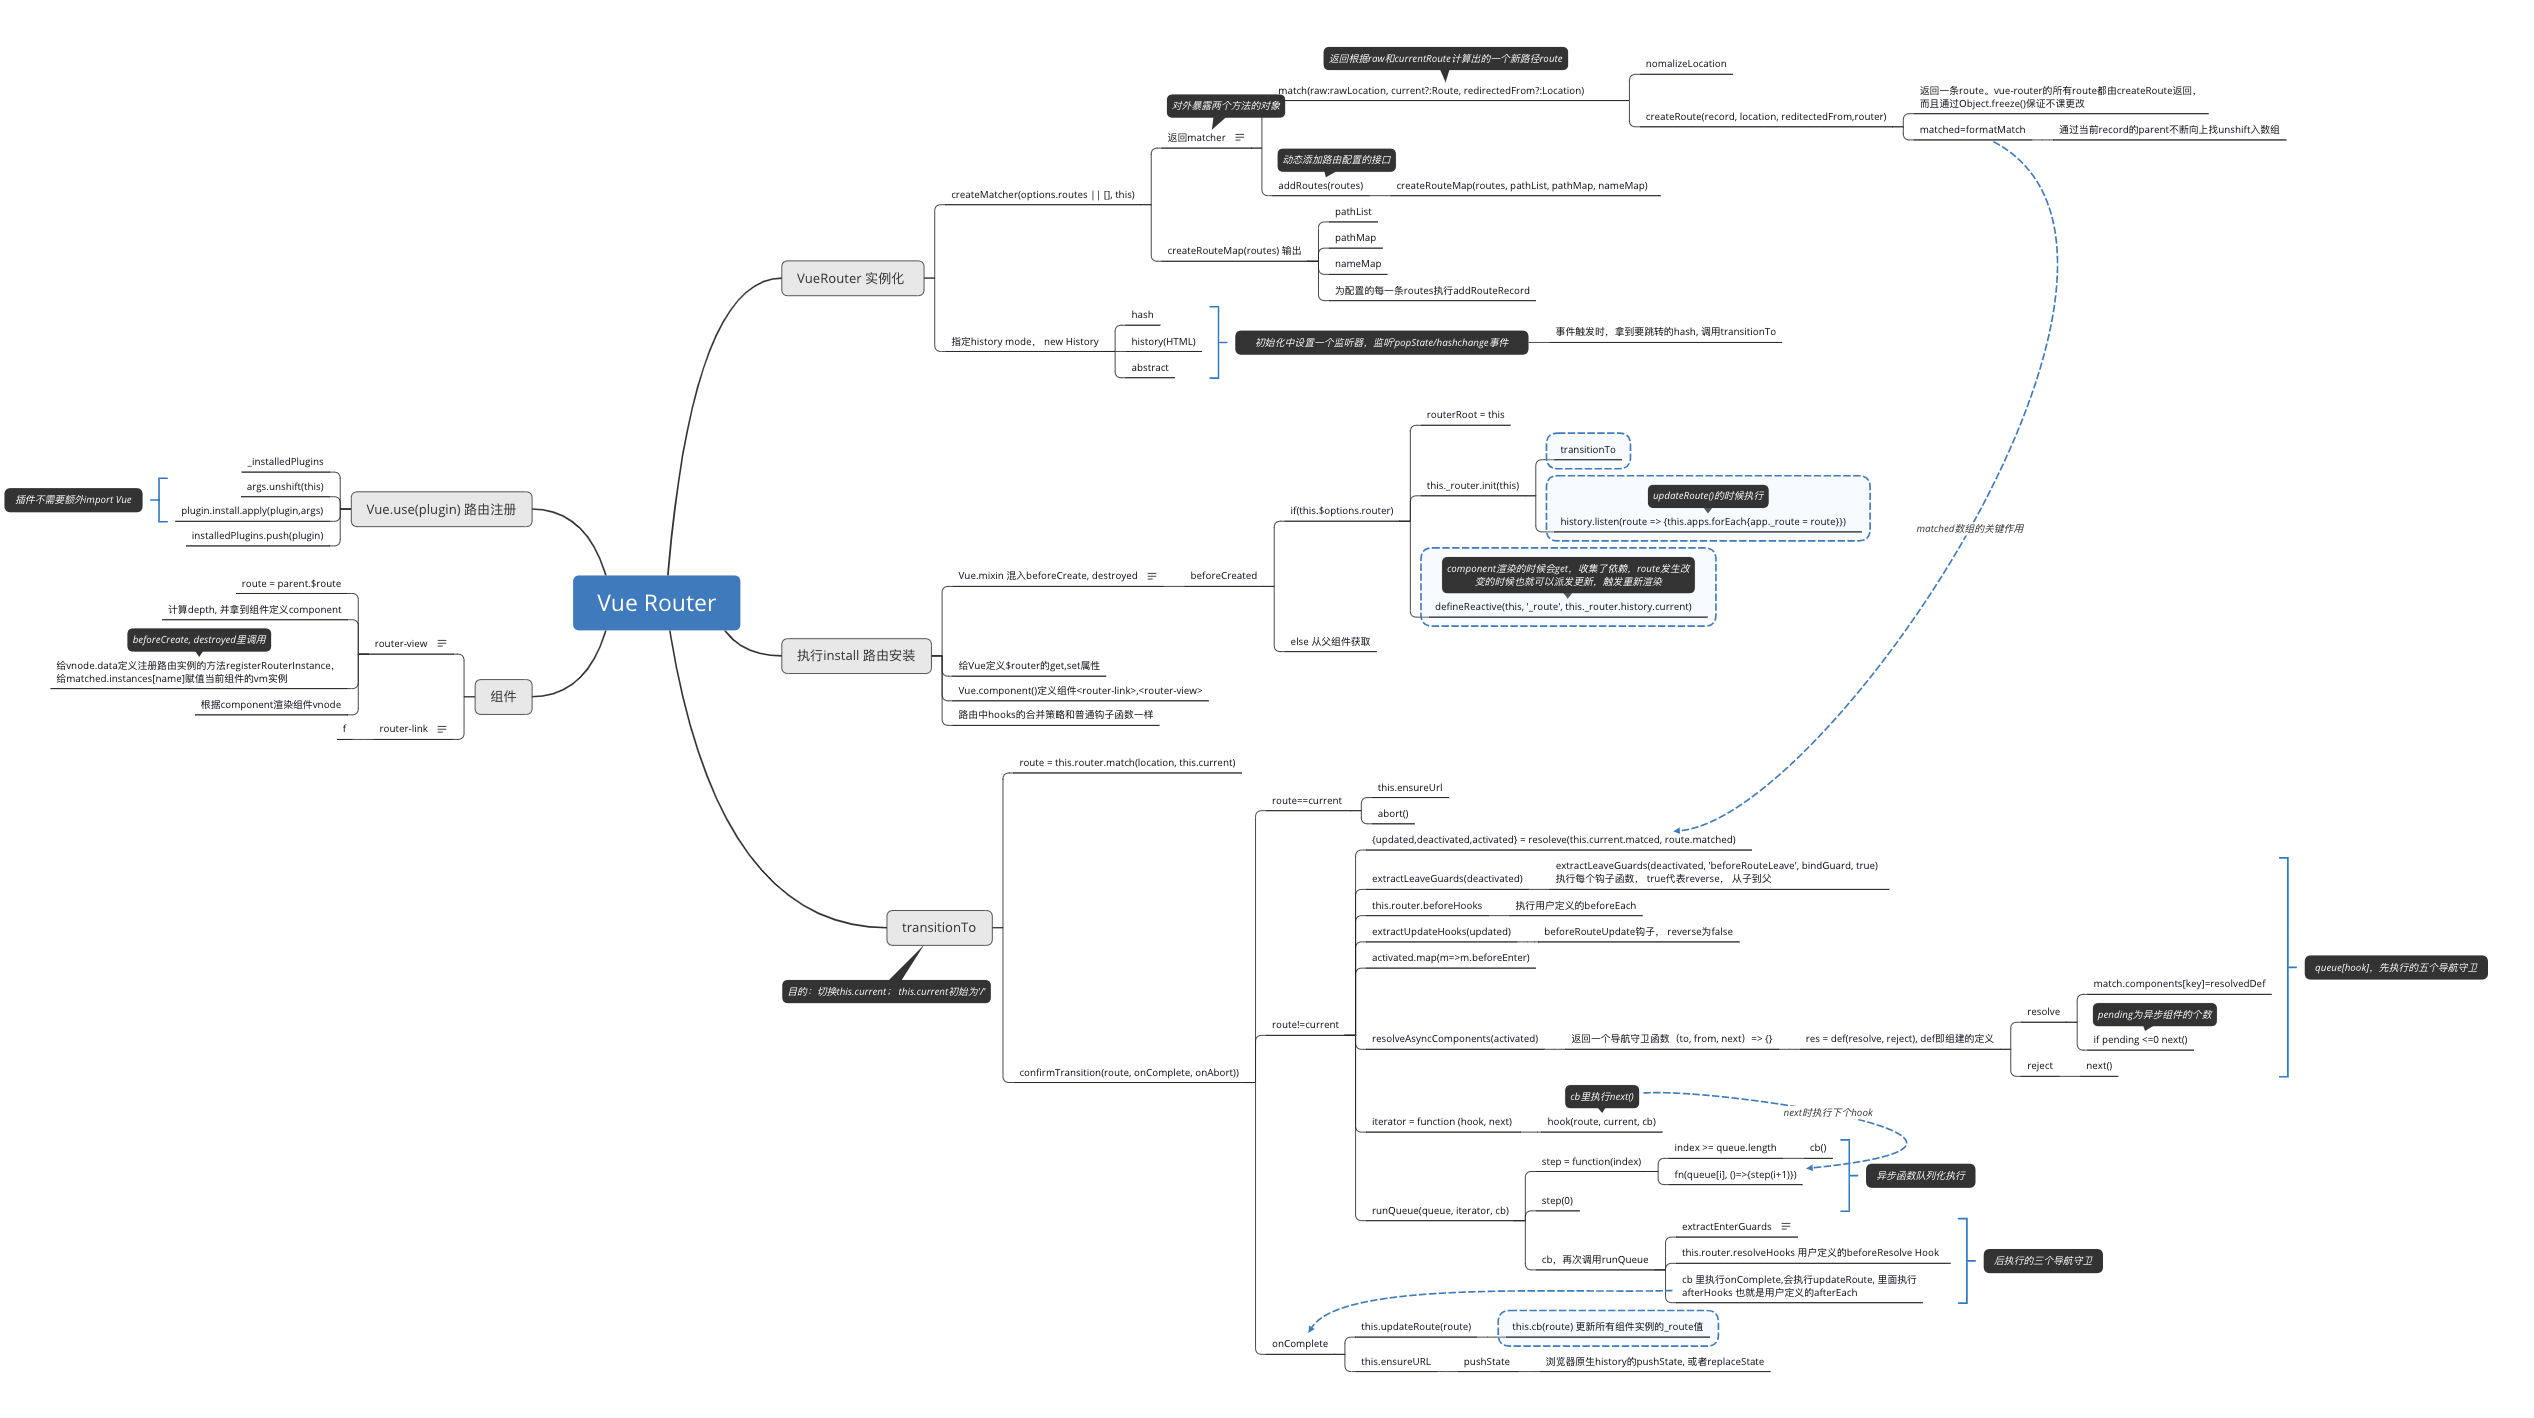 Vue Router
VueRouter 实例化
createMatcher(options.routes || [], this)
对外暴露两个方法的对象
返回matcher
返回根据raw和currentRoute计算出的一个新路径route
match(raw:rawLocation, current?:Route, redirectedFrom?:Location)
nomalizeLocation
createRoute(record, location, reditectedFrom,router)
返回一条route。vue-router的所有route都由createRoute返回，
而且通过Object.freeze()保证不课更改
matched=formatMatch
通过当前record的parent不断向上找unshift入数组
动态添加路由配置的接口
addRoutes(routes)
createRouteMap(routes, pathList, pathMap, nameMap)
createRouteMap(routes) 输出
pathList
pathMap
nameMap
为配置的每一条routes执行addRouteRecord
指定history mode， new History
hash
history(HTML)
abstract
初始化中设置一个监听器，监听'popState/hashchange事件
事件触发时，拿到要跳转的hash, 调用transitionTo
执行install 路由安装
Vue.mixin 混入beforeCreate, destroyed
beforeCreated
if(this.$options.router)
routerRoot = this
this._router.init(this)
transitionTo
updateRoute()的时候执行
history.listen(route => {this.apps.forEach{app._route = route}})
component渲染的时候会get，收集了依赖，route发生改
变的时候也就可以派发更新，触发重新渲染
defineReactive(this, '_route', this._router.history.current)
else 从父组件获取
给Vue定义$router的get,set属性
Vue.component()定义组件<router-link>,<router-view>
路由中hooks的合并策略和普通钩子函数一样
transitionTo
目的：切换this.current； this.current初始为'/'
route = this.router.match(location, this.current)
confirmTransition(route, onComplete, onAbort))
route==current
this.ensureUrl
abort()
route!=current
matched数组的关键作用
{updated,deactivated,activated} = resoleve(this.current.matced, route.matched)
extractLeaveGuards(deactivated)
extractLeaveGuards(deactivated, 'beforeRouteLeave', bindGuard, true)
执行每个钩子函数， true代表reverse， 从子到父
this.router.beforeHooks
执行用户定义的beforeEach
extractUpdateHooks(updated)
beforeRouteUpdate钩子， reverse为false
activated.map(m=>m.beforeEnter)
resolveAsyncComponents(activated)
返回一个导航守卫函数（to, from, next）=> {}
res = def(resolve, reject), def即组建的定义
resolve
match.components[key]=resolvedDef
pending为异步组件的个数
if pending <=0 next()
reject
next()
queue[hook]，先执行的五个导航守卫
iterator = function (hook, next)
cb里执行next()
hook(route, current, cb)
next时执行下个hook
runQueue(queue, iterator, cb)
step = function(index)
index >= queue.length
cb()
fn(queue[i], ()=>{step(i+1)})
step(0)
异步函数队列化执行
cb，再次调用runQueue
extractEnterGuards
this.router.resolveHooks 用户定义的beforeResolve Hook
cb 里执行onComplete,会执行updateRoute, 里面执行
afterHooks 也就是用户定义的afterEach
后执行的三个导航守卫
onComplete
this.updateRoute(route)
this.cb(route) 更新所有组件实例的_route值
this.ensureURL
pushState
浏览器原生history的pushState, 或者replaceState
Vue.use(plugin) 路由注册
_installedPlugins
args.unshift(this)
plugin.install.apply(plugin,args)
installedPlugins.push(plugin)
插件不需要额外import Vue
组件
router-view
route = parent.$route
计算depth, 并拿到组件定义component
beforeCreate, destroyed里调用
给vnode.data定义注册路由实例的方法registerRouterInstance，
给matched.instances[name]赋值当前组件的vm实例
根据component渲染组件vnode
router-link
f